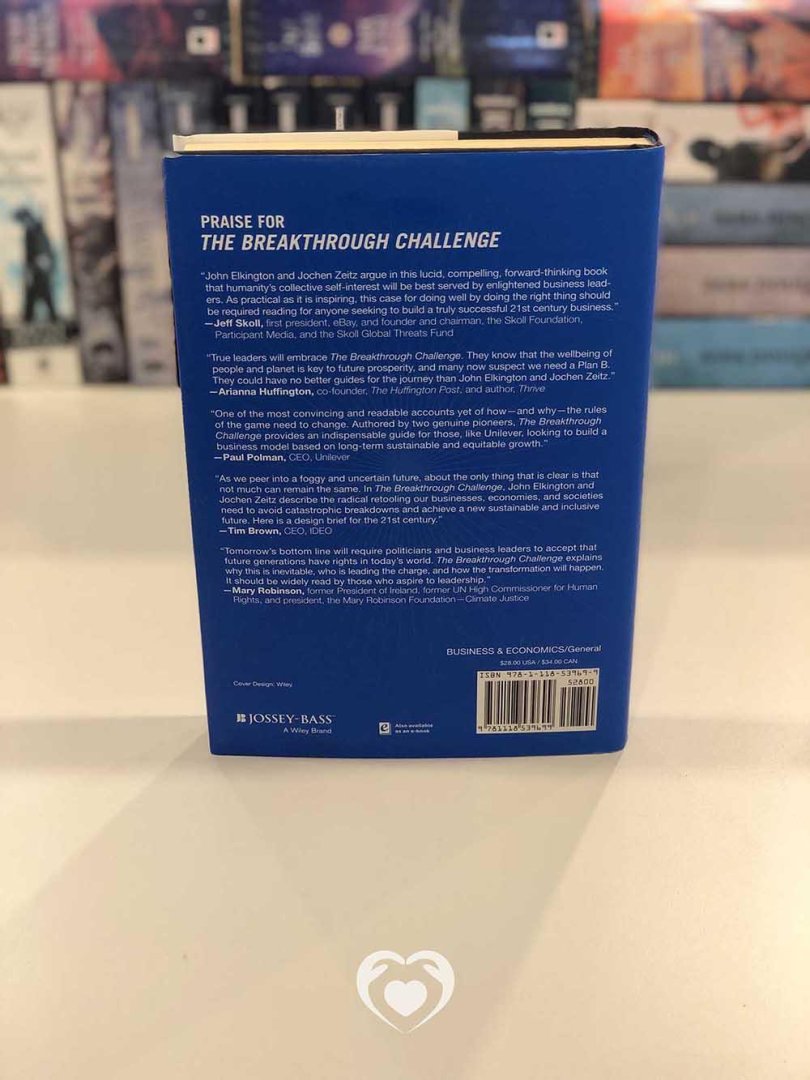 PRAISE FOR
THE BREAKTHROUGH CHALLENGE
“John Elkington and Jochen Zeitz argue in this lucid, compelling, forward-thinking book
that humanity’s collective self-interest will be best served by enlightened business lead-
ers. As practical as it is inspiring, this case for doing well by doing the right thing should
be required reading for anyone seeking to build a truly successful 21st century business.”
—Jeff Skoll, first president, eBay, and founder and chairman, the Skoll Foundation,
Participant Media, and the Skoll Global Threats Fund
“True leaders will embrace The Breakthrough Challenge. They know that the wellbeing of
people and planet is key to future prosperity, and many now suspect we need a Plan B.
They could have no better guides for the journey than John Elkington and Jochen Zeitz.”
—Arianna Huffington, co-founder, The Huffington Post, and author, Thrive
“One of the most convincing and readable accounts yet of how—and why—the rules
of the game need to change. Authored by two genuine pioneers, The Breakthrough
Challenge provides an indispensable guide for those, like Unilever, looking to build a
business model based on long-term sustainable and equitable growth.”
—Paul Polman, CEO, Unilever
“As we peer into a foggy and uncertain future, about the only thing that is clear is that
not much can remain the same. In The Breakthrough Challenge, John Elkington and
Jochen Zeitz describe the radical retooling our businesses, economies, and societies
need to avoid catastrophic breakdowns and achieve a new sustainable and inclusive
future. Here is a design brief for the 21st century.”
—Tim Brown, CEO, IDEO
“Tomorrow’s bottom line will require politicians and business leaders to accept that
future generations have rights in today’s world. The Breakthrough Challenge explains
why this is inevitable, who is leading the charge, and how the transformation will happen.
It should be widely read by those who aspire to leadership.”
—Mary Robinson, former President of Ireland, former UN High Commissioner for Human
Rights, and president, the Mary Robinson Foundation—Climate Justice
BUSINESS & ECONOMICS/General
$28.00 USA / $34.00 CAN
ISBN 978-1-118-53969-9
52800
9 781118 539699
Cover Design: Wiley
JOSSEY-BASS™
A Wiley Brand
e Also available
as an e-book